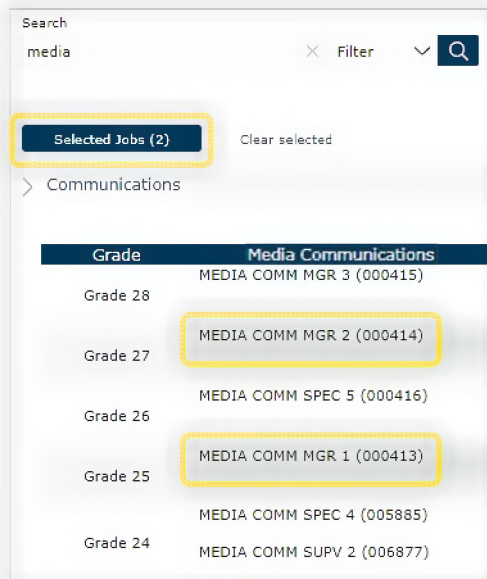 Search
media
Filter
Selected Jobs (2)
Clear selected
Communications
Grade
Media Communications
MEDIA COMM MGR 3 (000415)
Grade 28
MEDIA COMM MGR 2 (000414)
Grade 27
MEDIA COMM SPEC 5 (000416)
Grade 26
MEDIA COMM MGR 1 (000413)
Grade 25
MEDIA COMM SPEC 4 (005885)
Grade 24
MEDIA COMM SUPV 2 (006877)